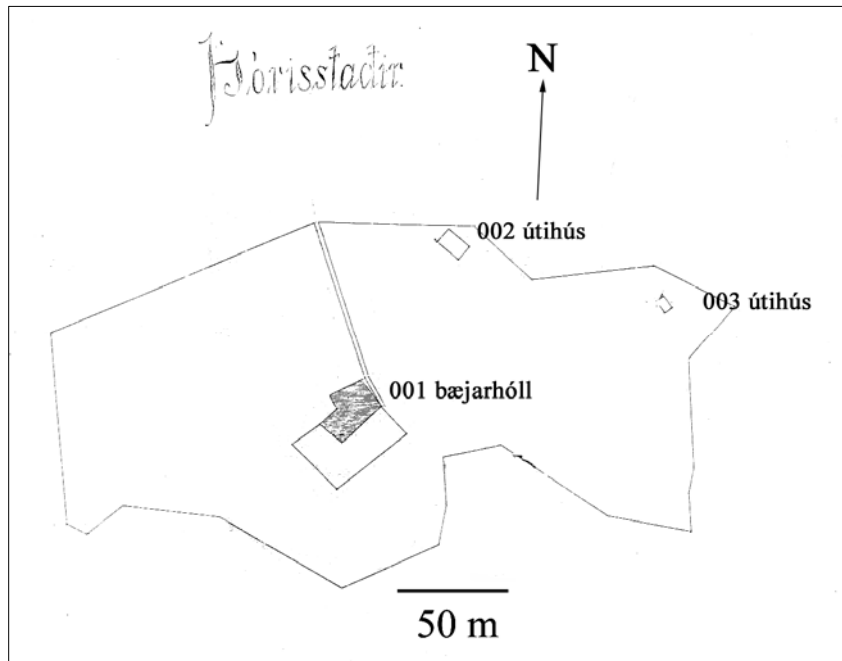 Þórisstaðir.
N
002 útihús
003 útihús
001 bæjarhóll
50 m